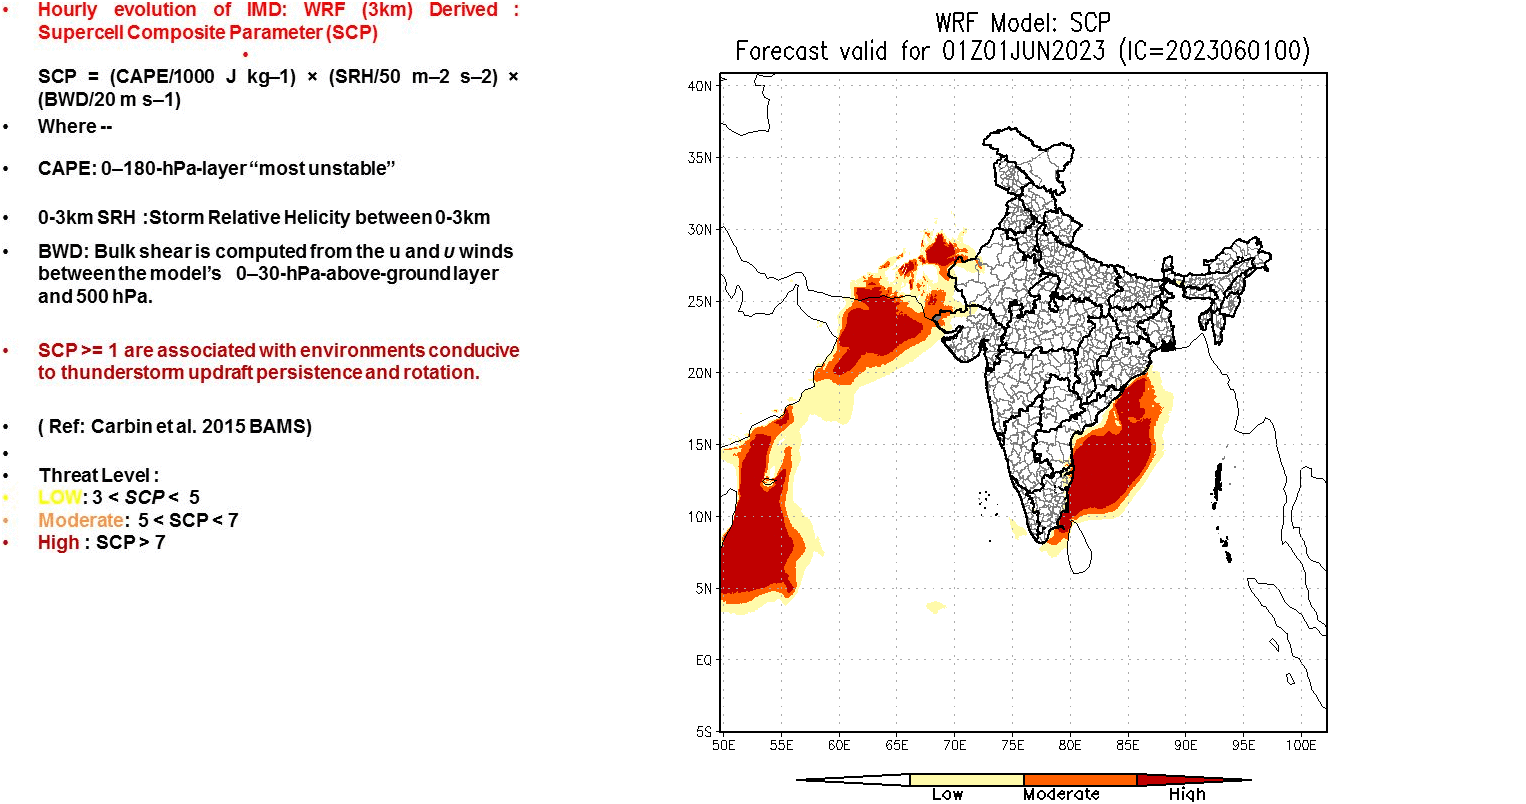 Hourly evolution of IMD: WRF (3km) Derived :
Supercell Composite Parameter (SCP)
SCP = (CAPE/1000 J kg–1) × (SRH/50 m–2 s–2) ×
(BWD/20 m s–1)
Where --
CAPE: 0–180-hPa-layer “most unstable”
0-3km SRH :Storm Relative Helicity between 0-3km
BWD: Bulk shear is computed from the u and υ winds
between the model’s 0–30-hPa-above-ground layer
and 500 hPa.
SCP >= 1 are associated with environments conducive
to thunderstorm updraft persistence and rotation.
( Ref: Carbin et al. 2015 BAMS)
Threat Level :
LOW: 3 < SCP < 5
Moderate: 5 < SCP < 7
High : SCP > 7
WRF Model: SCP
Forecast valid for 01Z01JUN2023 (IC=2023060100)
40N
35N
30N
25N
20N
15N
10N
5N
EQ
5S
50E 55E 60E 65E 70E 75E 80E 85E 90E 95E 100E
Low Moderate High